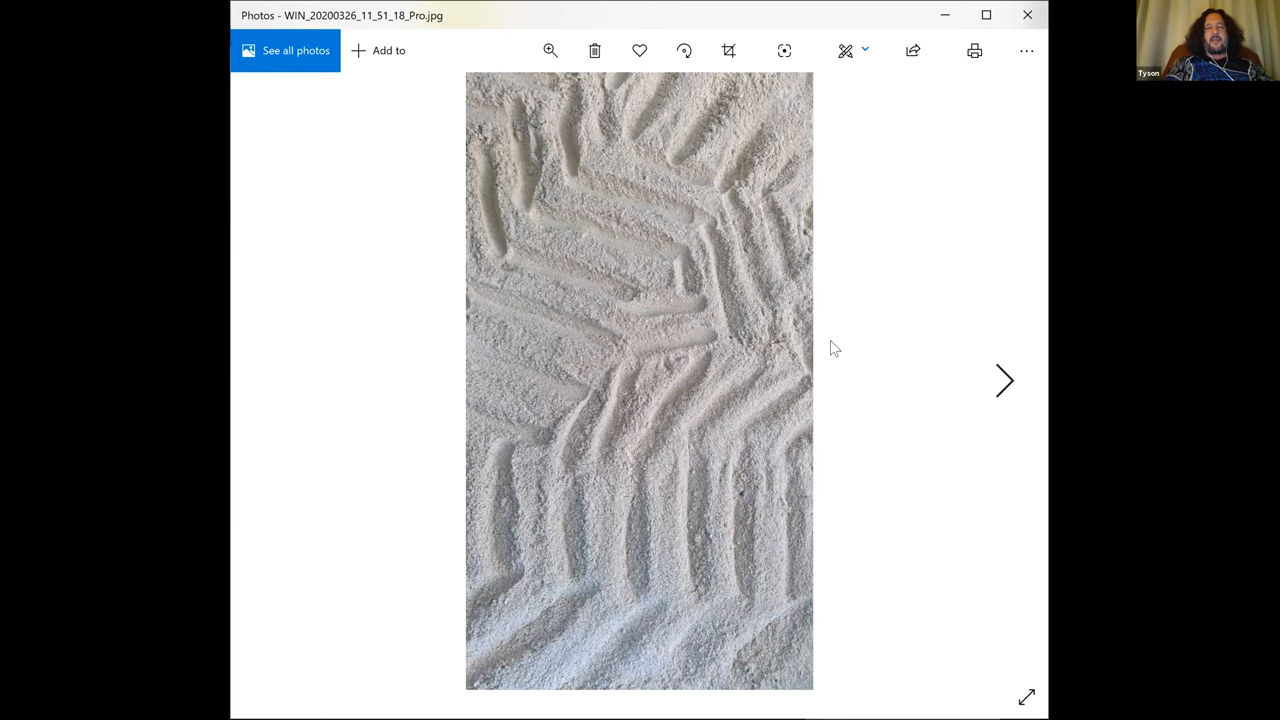 Photos - WIN_20200326_11_51_18_Pro.jpg
See all photos
Add to
Tyson